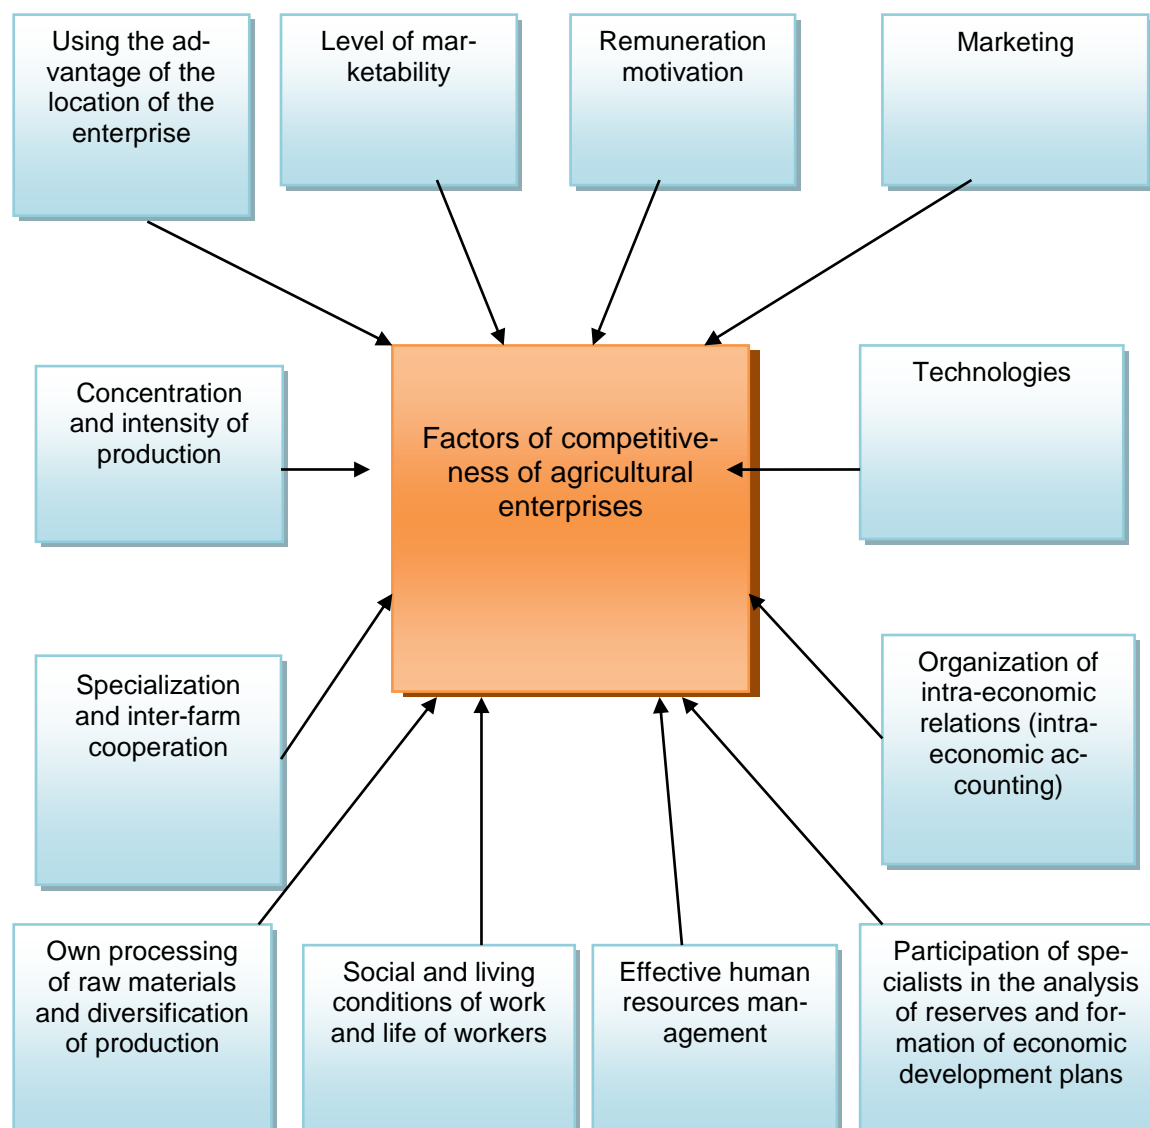 Using the ad-
vantage of the
location of the
enterprise
Level of mar-
ketability
Remuneration
motivation
Marketing
Concentration
and intensity of
production
Factors of competitive-
ness of agricultural
enterprises
Technologies
Specialization
and inter-farm
cooperation
Organization of
intra-economic
relations (intra-
economic ac-
counting)
Own processing
of raw materials
and diversification
of production
Social and living
conditions of work
and life of workers
Effective human
resources man-
agement
Participation of spe-
cialists in the analysis
of reserves and for-
mation of economic
development plans